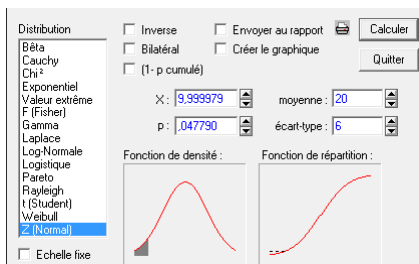 Distribution
Bêta
Cauchy
Chi ²
Exponentiel
Valeur extrême
F (Fisher)
Gamma
Laplace
Log-Normale
Logistique
Pareto
Rayleigh
t (Student)
Weibull
Z (Normal)
Echelle fixe
Inverse
Bilatéral
(1- p cumulé)
Envoyer au rapport
Créer le graphique
Calculer
Quitter
X : 9,999979
moyenne : 20
p : ,047790
écart-type : 6
Fonction de densité :
Fonction de répartition :